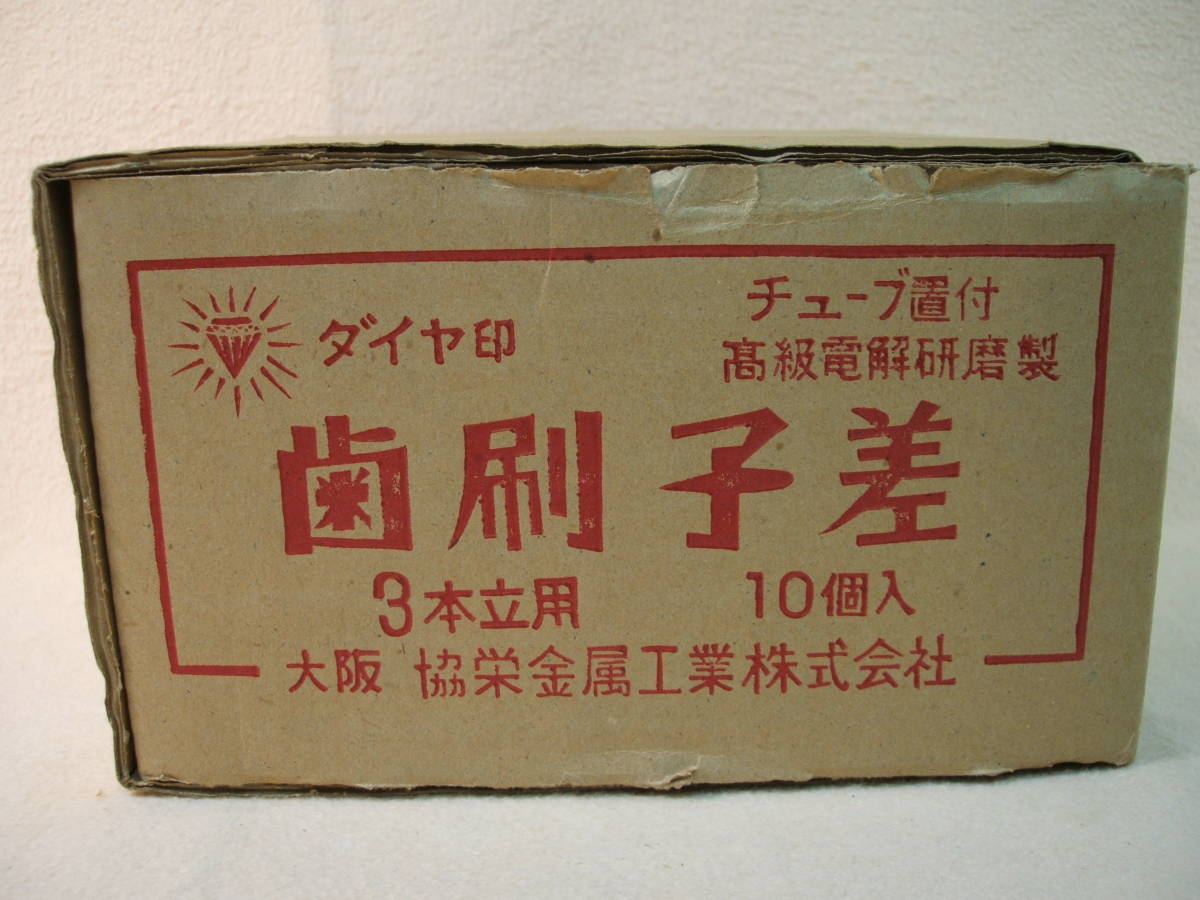 ダイヤ印
チューブ置付
高級電解研磨製
歯刷子差
3本立用 10個入
大阪 協栄金属工業株式会社